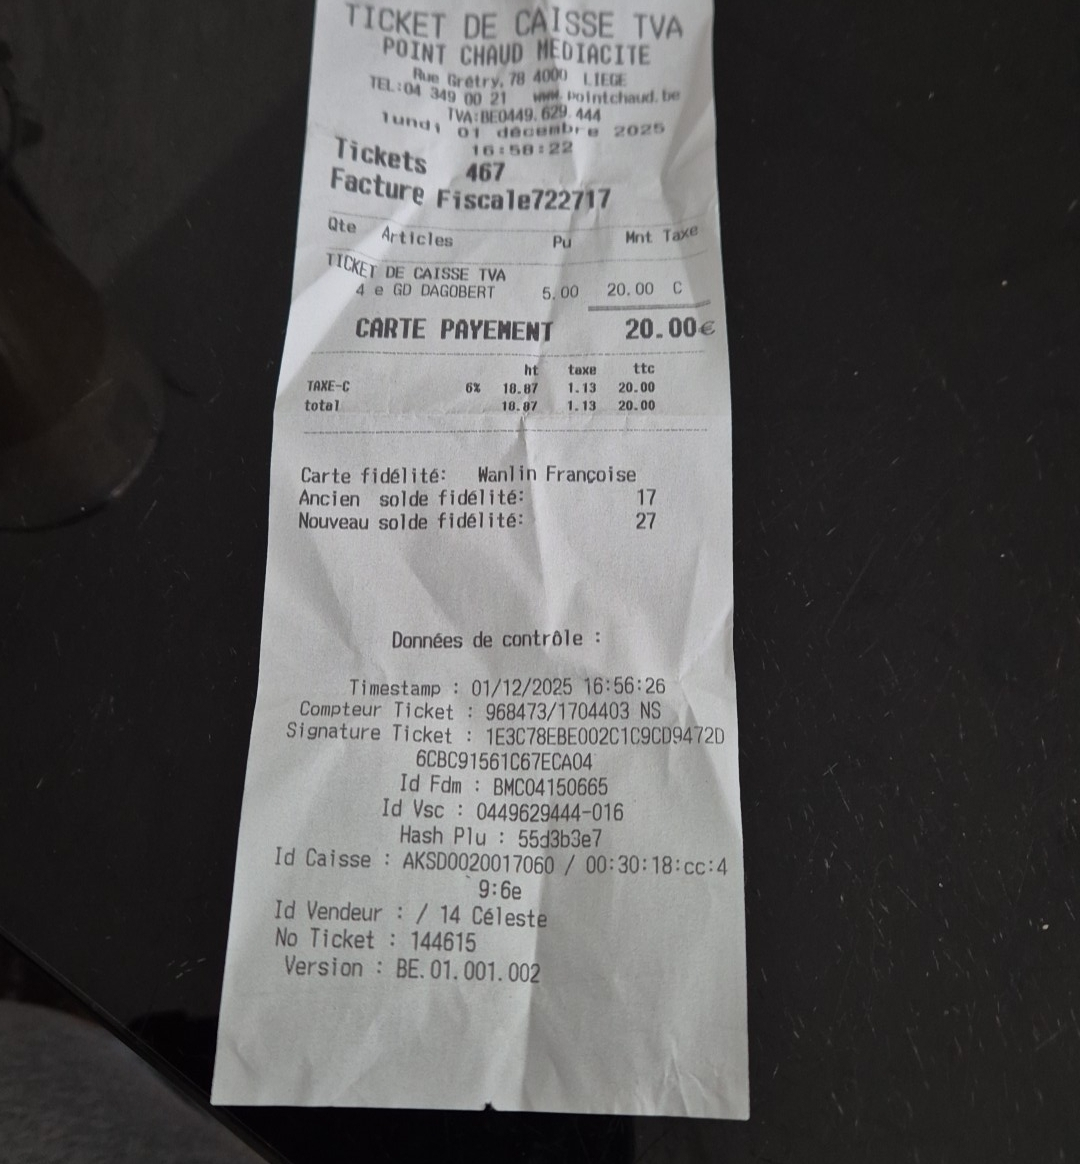 TICKET DE CAISSE TVA
POINT CHAUD MEDIACITE
Rue Grétry, 78 4000 LIEGE
TEL:04 349 00 21 www.pointchaud.be
TVA:BE0449.629.444
lundi 01 décembre 2025
16:58:22
Tickets 467
Facture Fiscale722717
Qte Articles Pu Mnt Taxe
TICKET DE CAISSE TVA
4 e GD DAGOBERT 5.00 20.00 C
CARTE PAYEMENT 20.00€
ht taxe ttc
TAXE-C 6% 18.87 1.13 20.00
total 18.87 1.13 20.00
Carte fidélité: Wanlin Françoise
Ancien solde fidélité: 17
Nouveau solde fidélité: 27
Données de contrôle :
Timestamp : 01/12/2025 16:56:26
Compteur Ticket : 968473/1704403 NS
Signature Ticket : 1E3C78EBE002C1C9CD9472D
6CBC91561C67ECA04
Id Fdm : BMC04150665
Id Vsc : 0449629444-016
Hash Plu : 55d3b3e7
Id Caisse : AKSD0020017060 / 00:30:18:cc:4
9:6e
Id Vendeur : / 14 Céleste
No Ticket : 144615
Version : BE.01.001.002